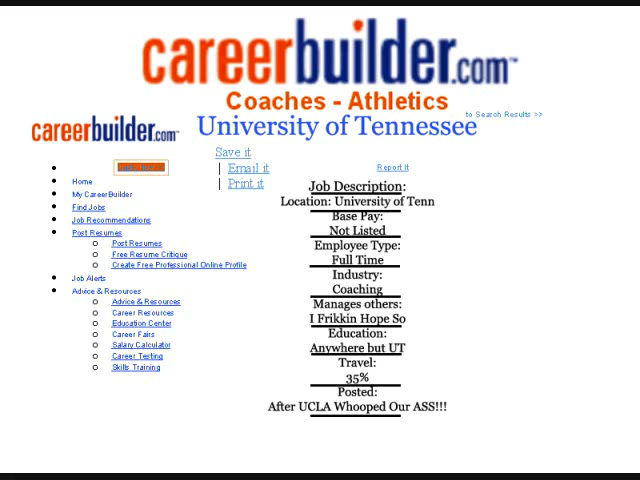 careerbuilder.com™
Coaches - Athletics
to Search Results >>
careerbuilder.com™
University of Tennessee
Save it
| Email it
| Print it
Report It
Home
My CareerBuilder
Find Jobs
Job Recommendations
Post Resumes
Post Resumes
Free Resume Critique
Create Free Professional Online Profile
Job Alerts
Advice & Resources
Advice & Resources
Career Resources
Education Center
Career Fairs
Salary Calculator
Career Testing
Skills Training
Job Description:
Location: University of Tenn
Base Pay:
Not Listed
Employee Type:
Full Time
Industry:
Coaching
Manages others:
I Frikkin Hope So
Education:
Anywhere but UT
Travel:
35%
Posted:
After UCLA Whooped Our ASS!!!